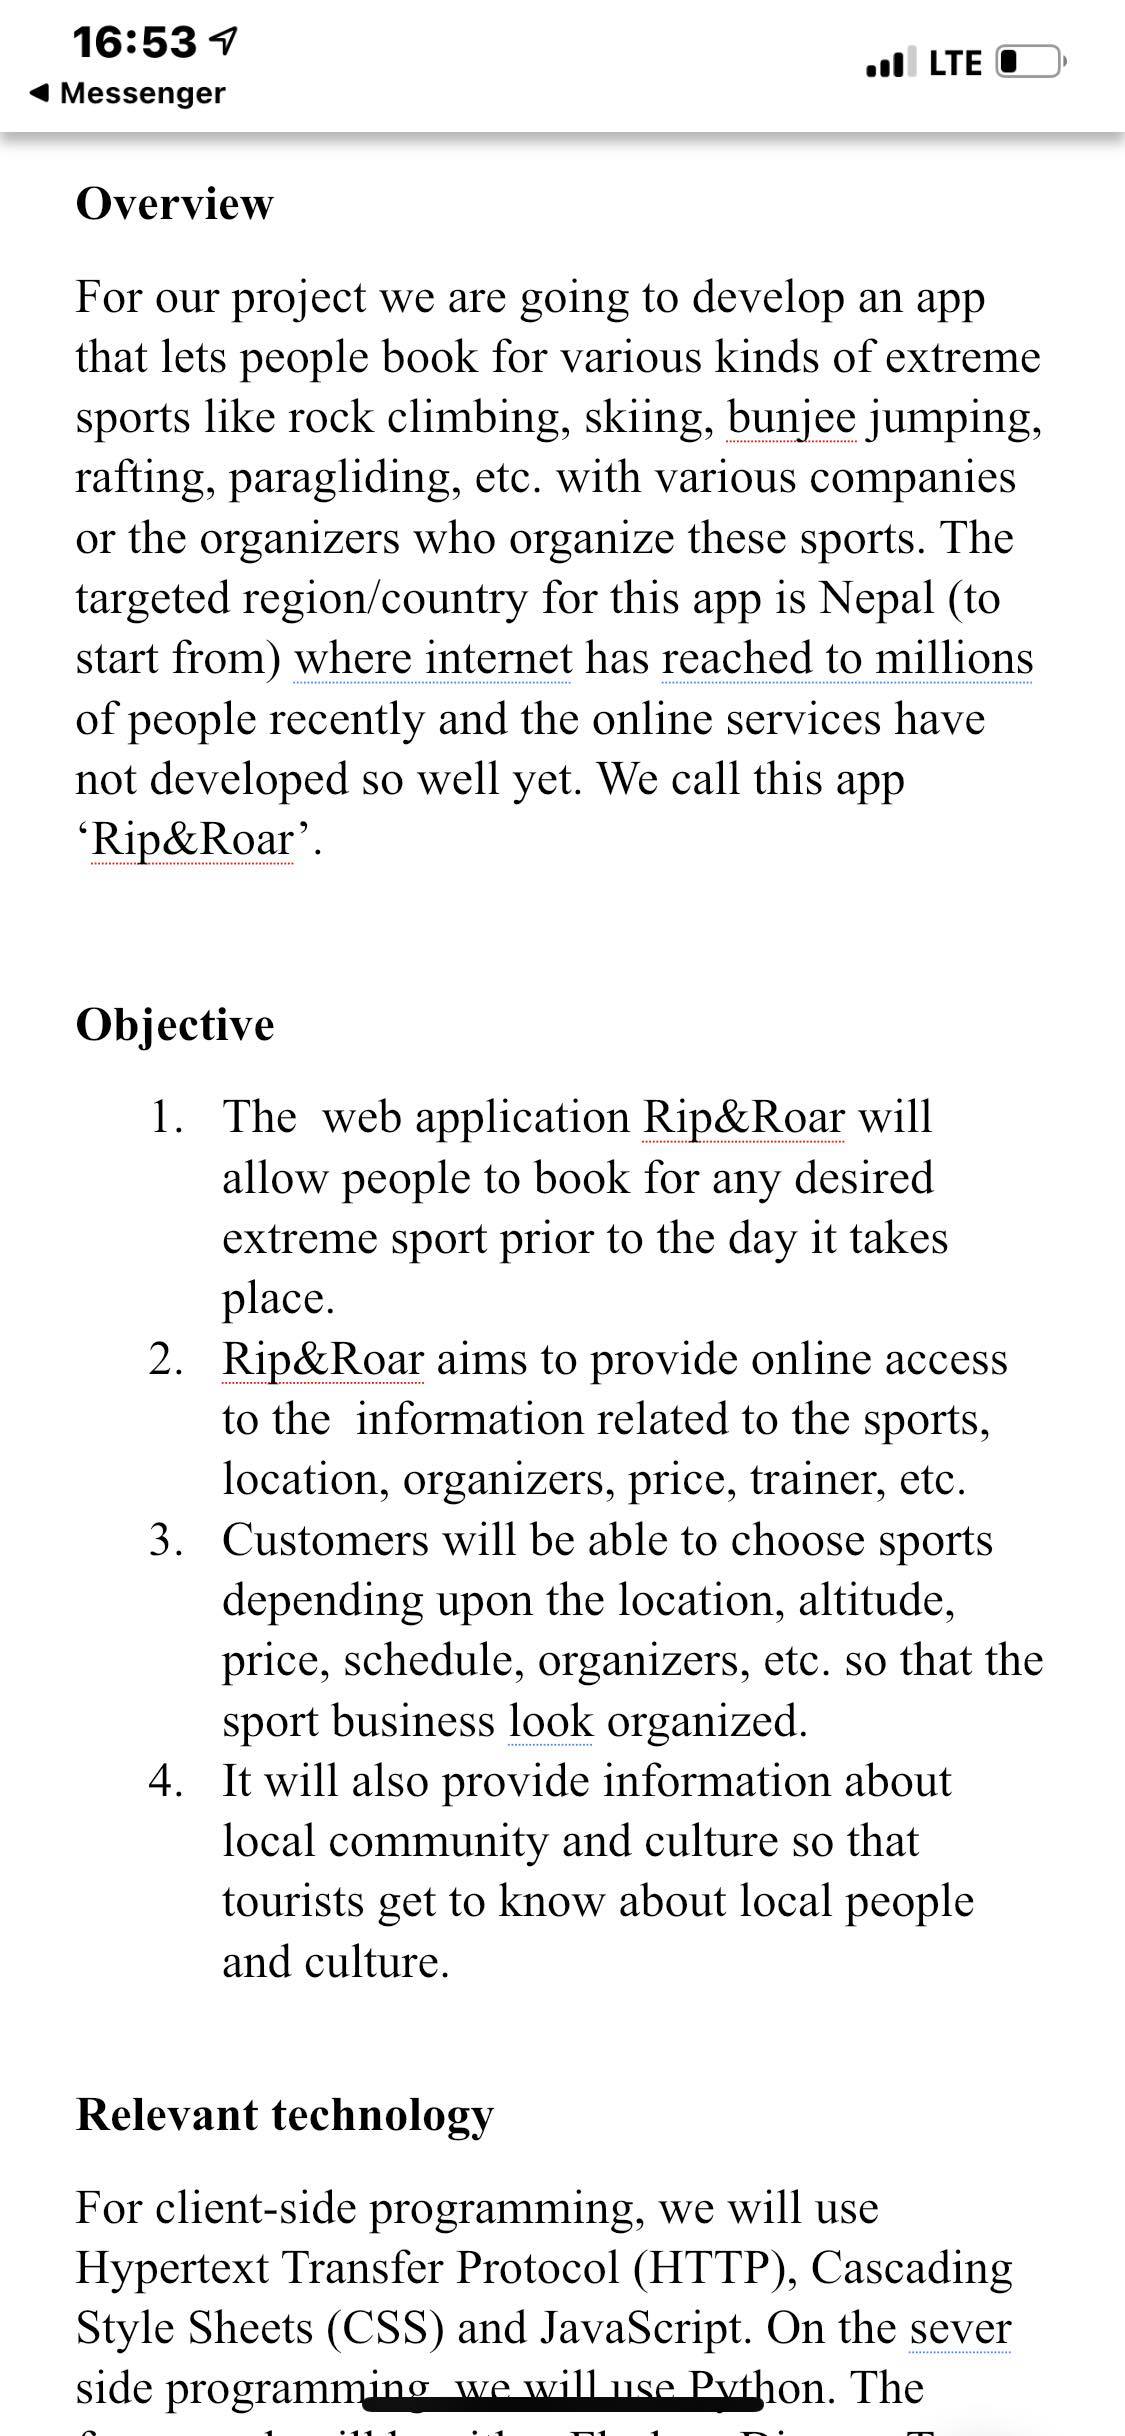 16:53
LTE
Messenger
Overview
For our project we are going to develop an app
that lets people book for various kinds of extreme
sports like rock climbing, skiing, bunjee jumping,
rafting, paragliding, etc. with various companies
or the organizers who organize these sports. The
targeted region/country for this app is Nepal (to
start from) where internet has reached to millions
of people recently and the online services have
not developed so well yet. We call this app
‘Rip&Roar’.
Objective
1. The  web application Rip&Roar will
allow people to book for any desired
extreme sport prior to the day it takes
place.
2. Rip&Roar aims to provide online access
to the  information related to the sports,
location, organizers, price, trainer, etc.
3. Customers will be able to choose sports
depending upon the location, altitude,
price, schedule, organizers, etc. so that the
sport business look organized.
4. It will also provide information about
local community and culture so that
tourists get to know about local people
and culture.
Relevant technology
For client-side programming, we will use
Hypertext Transfer Protocol (HTTP), Cascading
Style Sheets (CSS) and JavaScript. On the sever
side programming, we will use Python. The